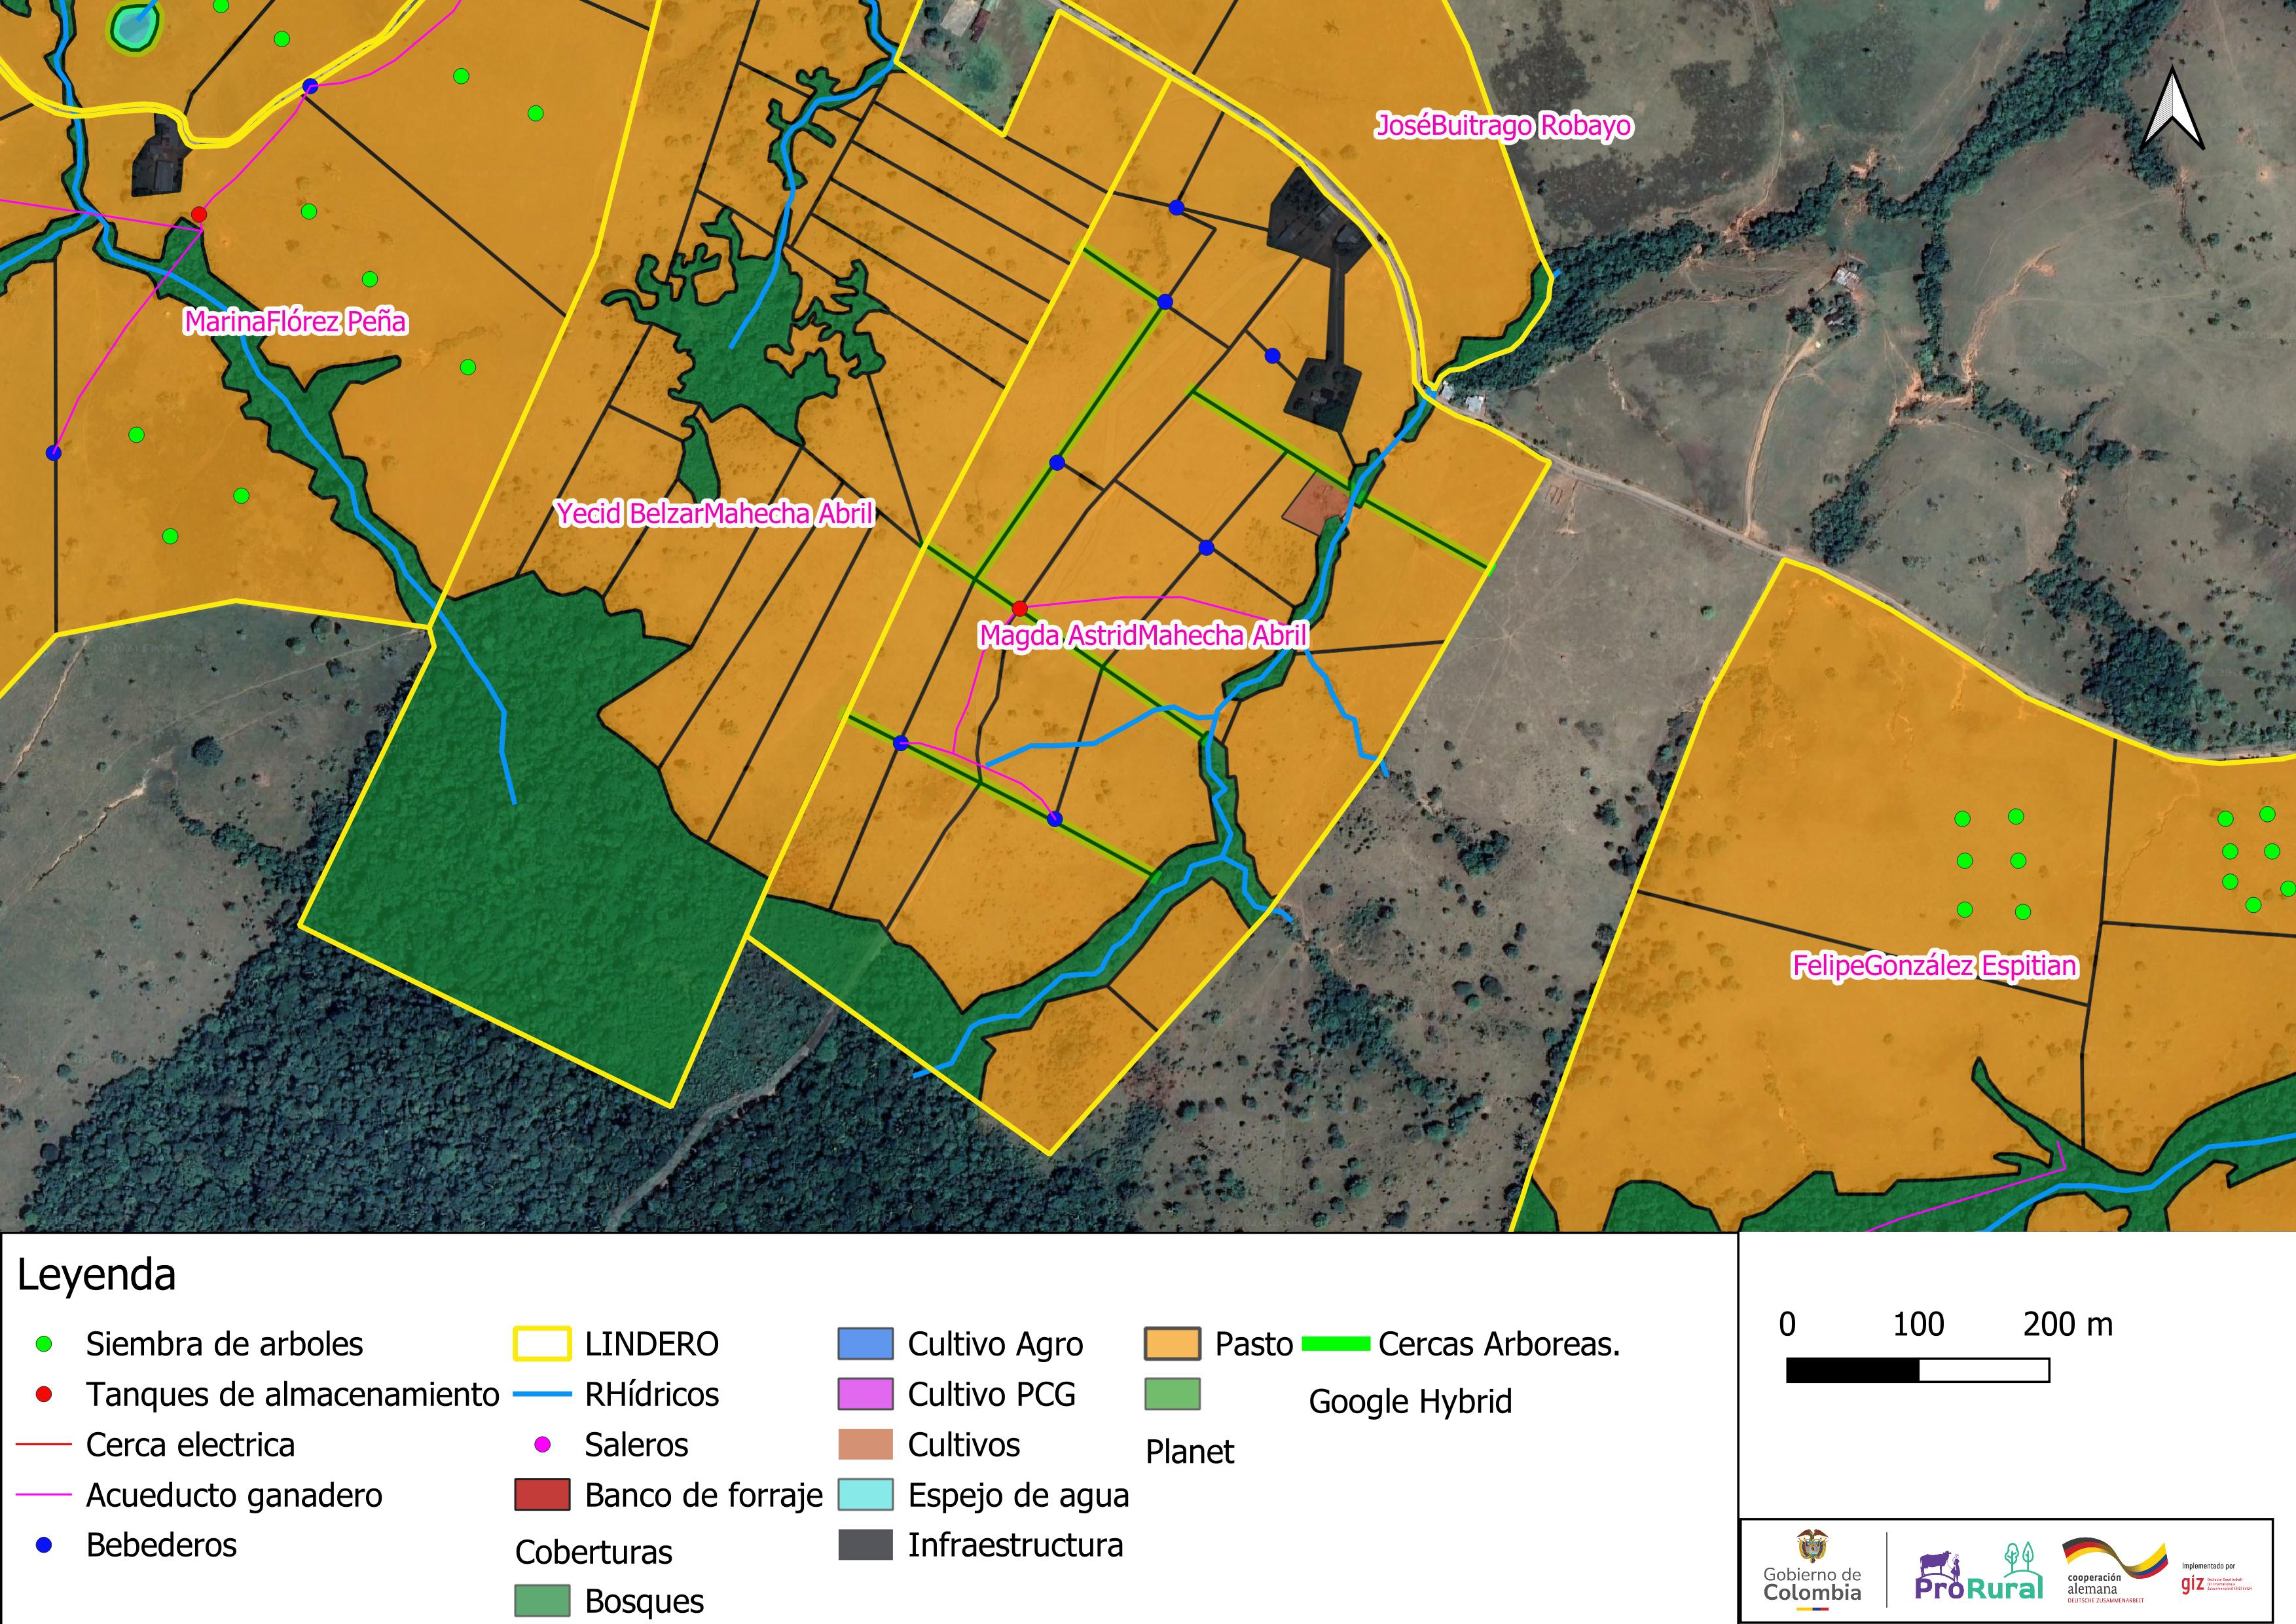 JoséBuitrago Robayo
MarinaFlórez Peña
Yecid BelzarMahecha Abril
Magda AstridMahecha Abril
FelipeGonzález Espitian
Leyenda
Siembra de arboles
Tanques de almacenamiento
Cerca electrica
Acueducto ganadero
Bebederos
LINDERO
RHídricos
Saleros
Banco de forraje
Coberturas
Bosques
Cultivo Agro
Cultivo PCG
Cultivos
Espejo de agua
Infraestructura
Pasto
Planet
Cercas Arboreas.
Google Hybrid
0 100 200 m
Gobierno de
Colombia
ProRural
cooperación
alemana
DEUTSCHE ZUSAMMENARBEIT
Implementado por
giz